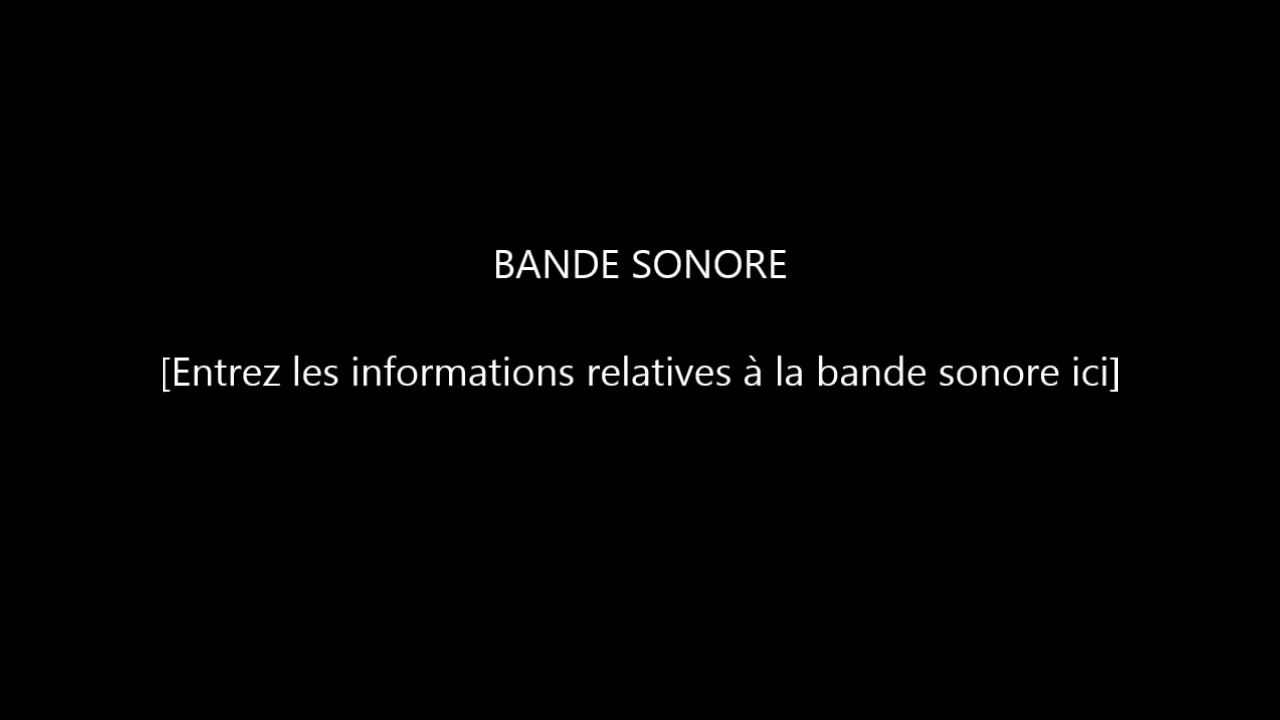 BANDE SONORE
[Entrez les informations relatives à la bande sonore ici]